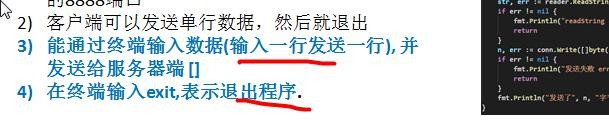 的8888端口
2) 客户端可以发送单行数据，然后就退出
3) 能通过终端输入数据(输入一行发送一行), 并
发送给服务器端 []
4) 在终端输入exit,表示退出程序.
str, err := reader.ReadStri
if err != nil {
fmt.Println("readString
return
}
n, err := conn.Write([]byte(
if err != nil {
fmt.Println("发送失败 err
return
}
fmt.Println("发送了", n, "字